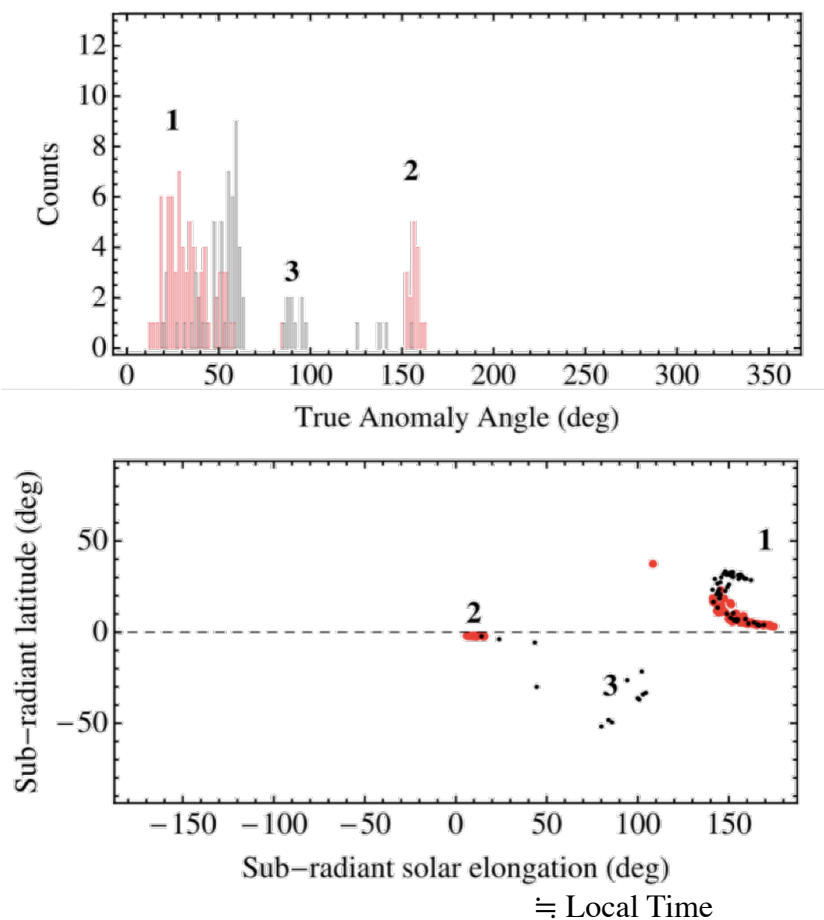 12
10
8
6
4
2
0
Counts
1
2
3
0 50 100 150 200 250 300 350
True Anomaly Angle (deg)
Sub−radiant latitude (deg
50
0
−50
1
2
3
−150 −100 −50 0 50 100 150
Sub−radiant solar elongation (deg)
≒ Local Time